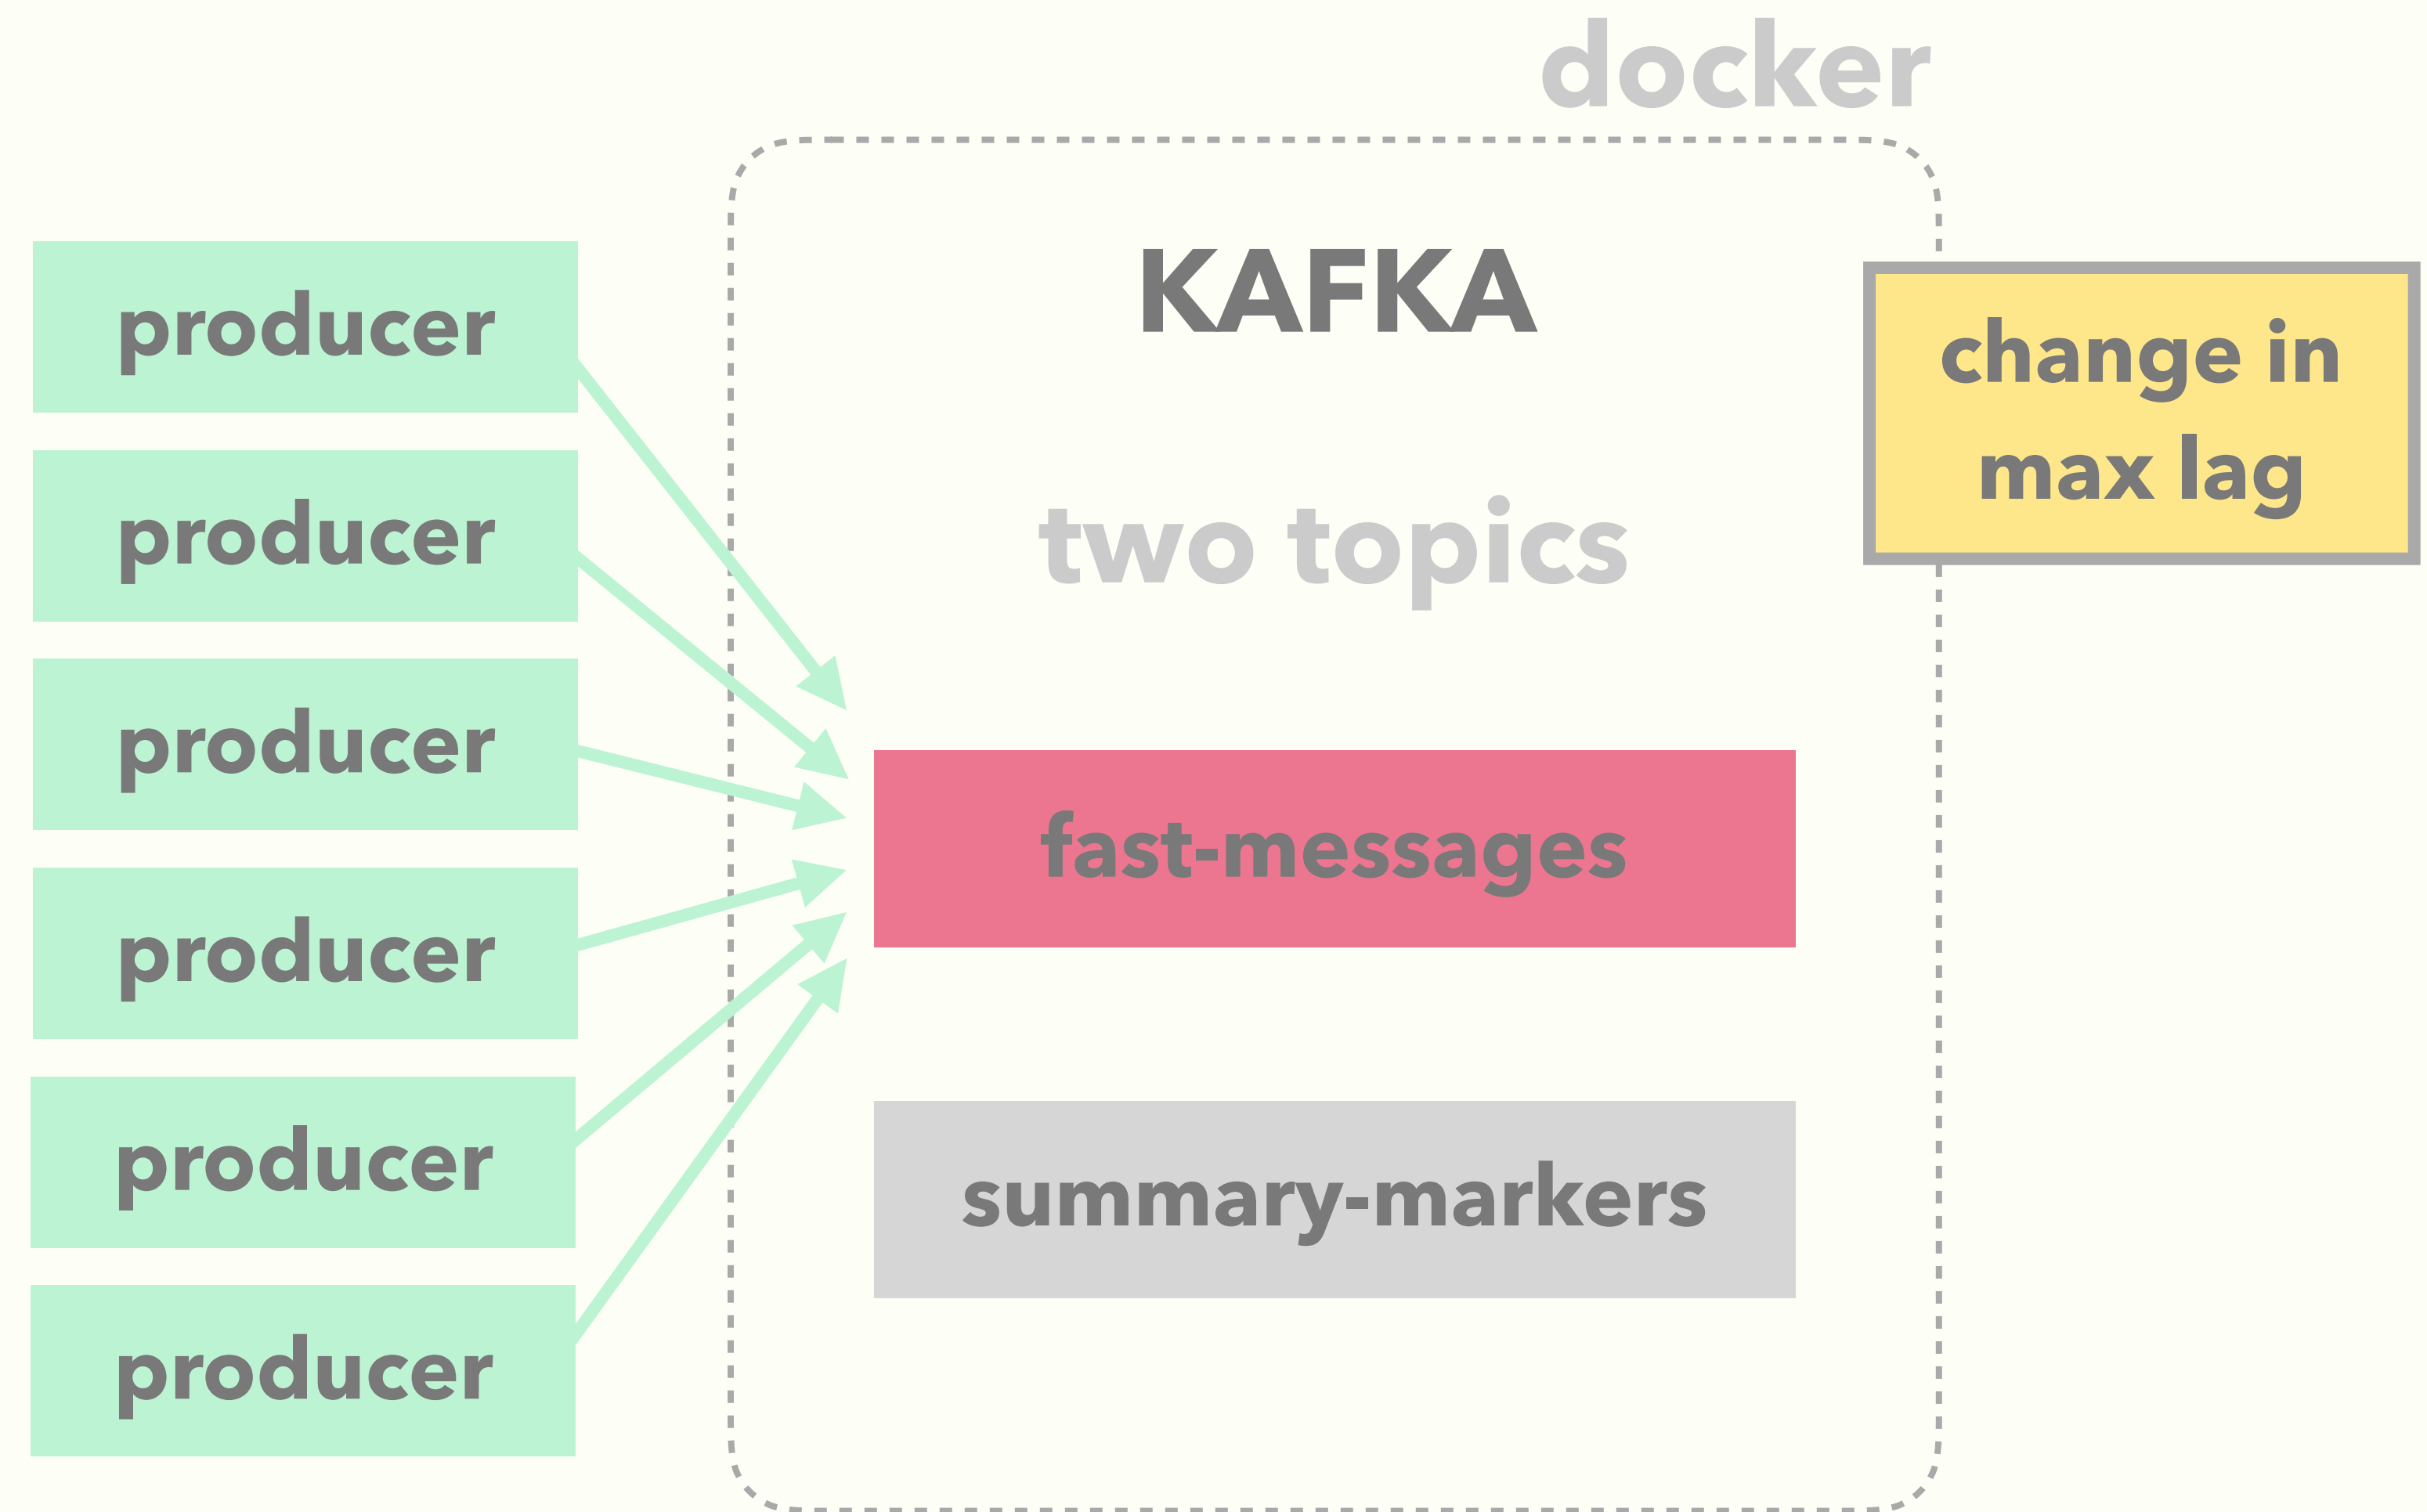 docker
KAFKA
two topics
producer
producer
producer
producer
producer
producer
fast-messages
summary-markers
change in
max lag